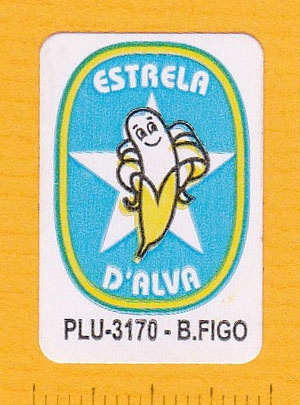 ESTRELA
D'ALVA
PLU-3170 - B.FIGO